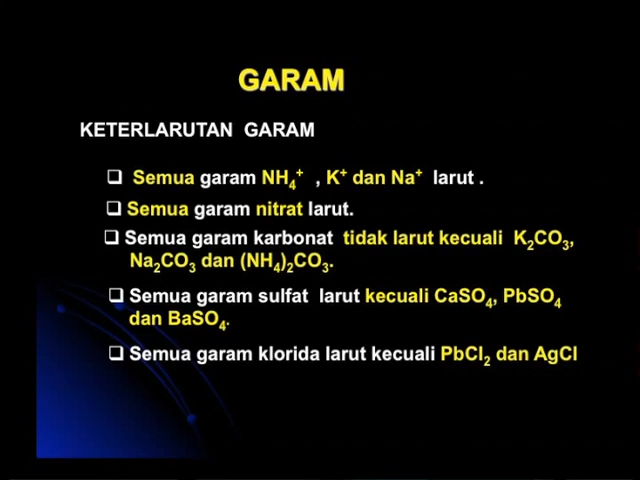 GARAM
KETERLARUTAN GARAM
❑ Semua garam NH₄⁺ , K⁺ dan Na⁺ larut .
❑ Semua garam nitrat larut.
❑ Semua garam karbonat tidak larut kecuali K₂CO₃,
Na₂CO₃ dan (NH₄)₂CO₃.
❑ Semua garam sulfat larut kecuali CaSO₄, PbSO₄
dan BaSO₄.
❑ Semua garam klorida larut kecuali PbCl₂ dan AgCl